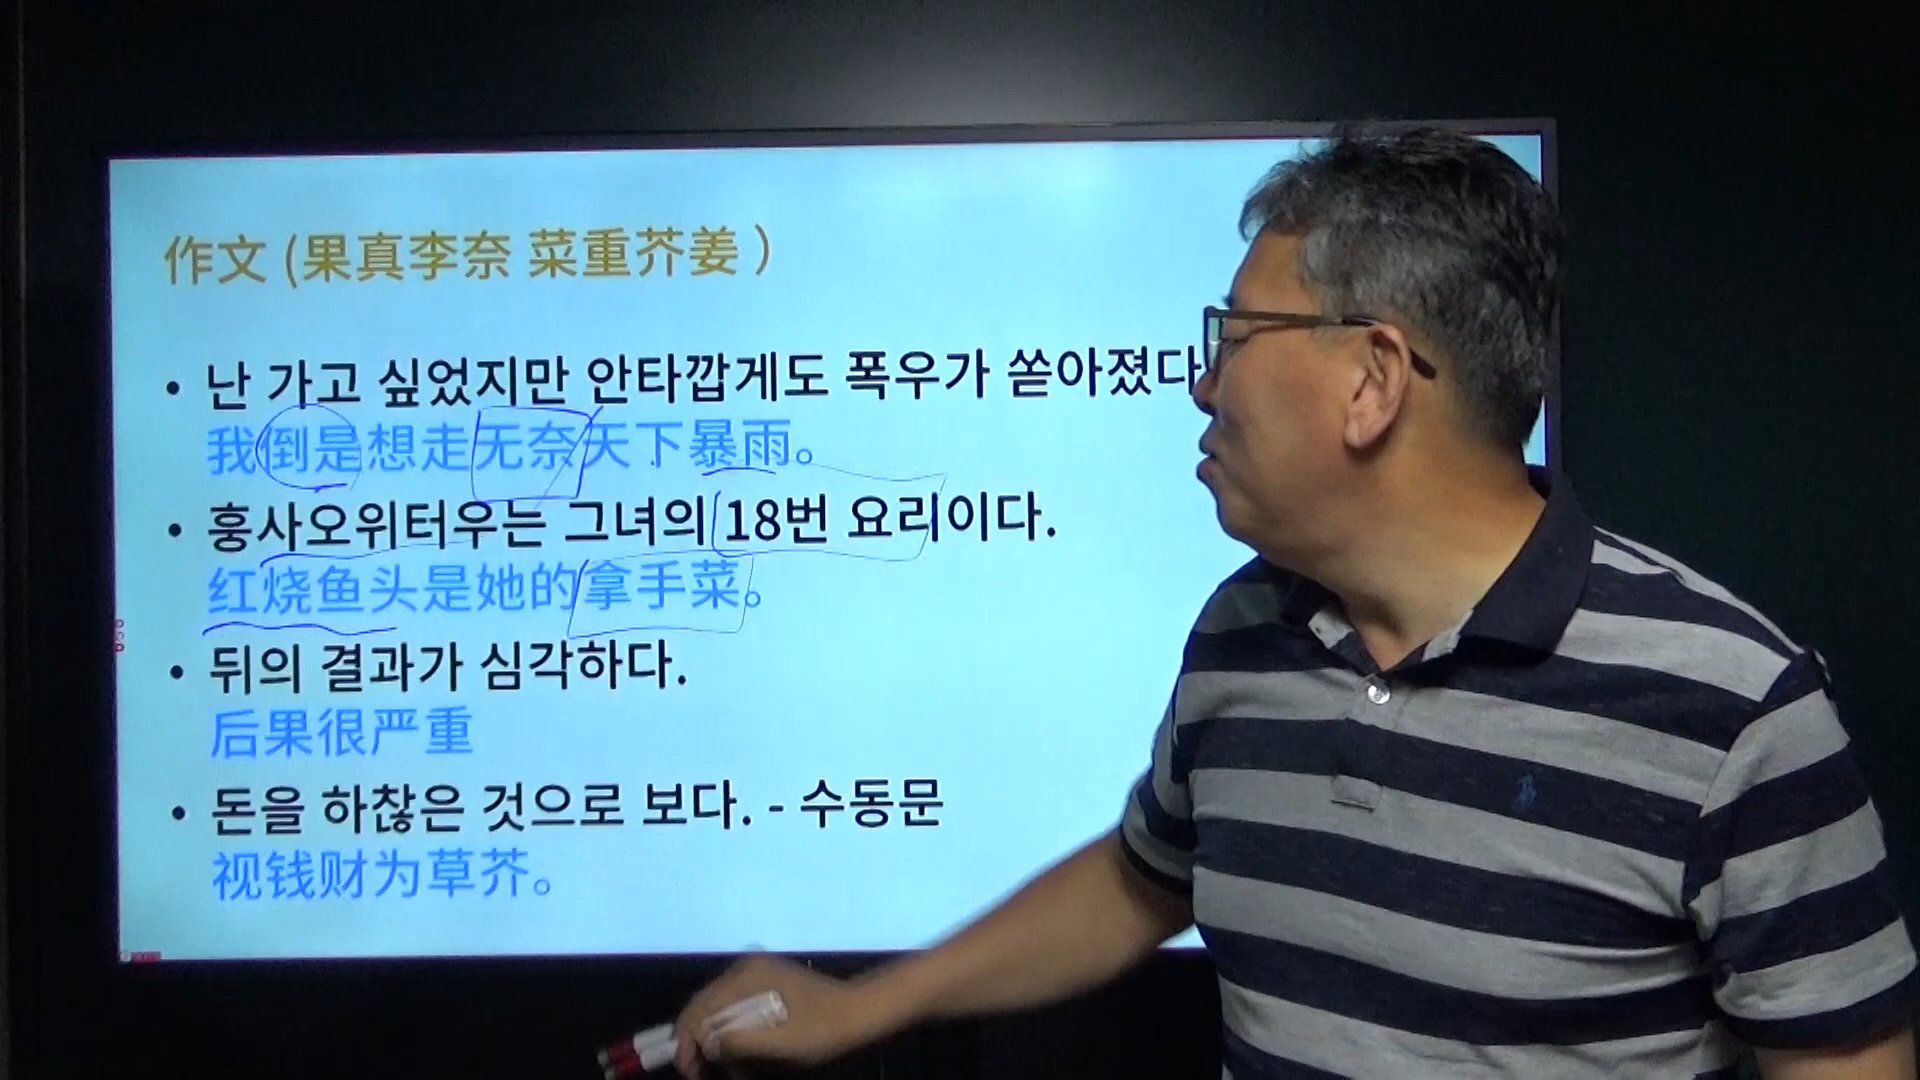 作文 (果真李奈 菜重芥姜 )
• 난 가고 싶었지만 안타깝게도 폭우가 쏟아졌다
我倒是想走无奈天下暴雨。
• 홍사오위터우는 그녀의 18번 요리이다.
红烧鱼头是她的拿手菜。
• 뒤의 결과가 심각하다.
后果很严重
• 돈을 하찮은 것으로 보다. - 수동문
视钱财为草芥。